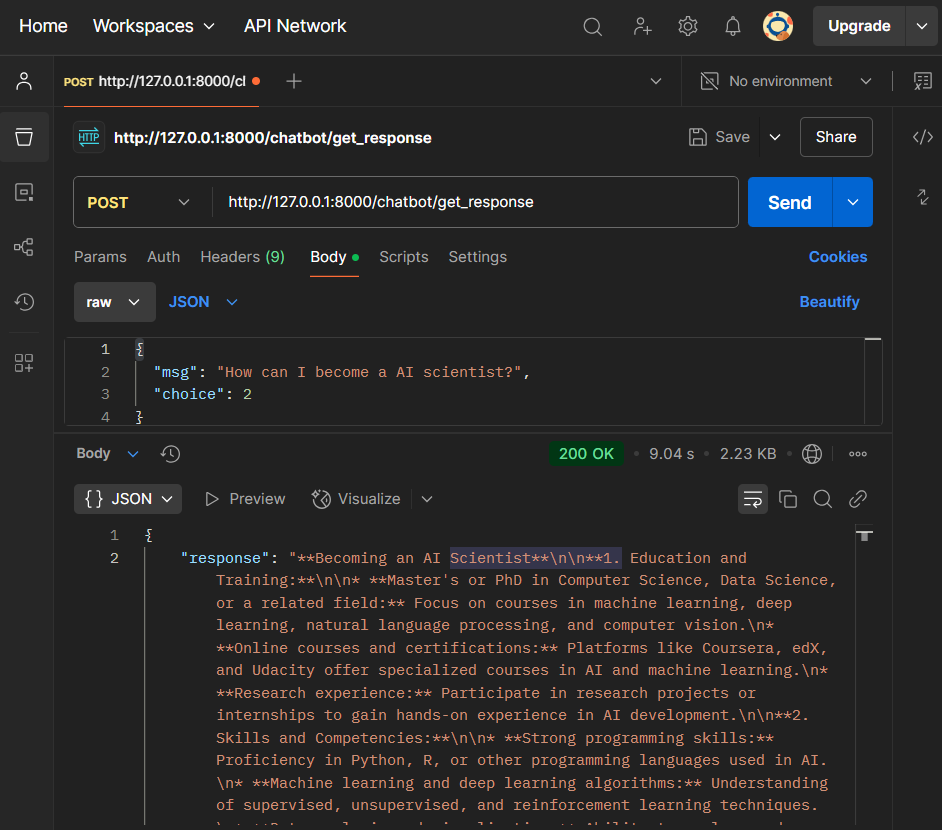 Home Workspaces API Network Upgrade
POST http://127.0.0.1:8000/cl No environment
HTTP http://127.0.0.1:8000/chatbot/get_response Save Share
POST http://127.0.0.1:8000/chatbot/get_response Send
Params Auth Headers (9) Body Scripts Settings Cookies
raw JSON Beautify
1 {
2 "msg": "How can I become a AI scientist?",
3 "choice": 2
4 }
Body 200 OK • 9.04 s • 2.23 KB •
{} JSON Preview Visualize
1 {
2 "response": "**Becoming an AI Scientist**\n\n**1. Education and
Training:**\n\n* **Master's or PhD in Computer Science, Data Science,
or a related field:** Focus on courses in machine learning, deep
learning, natural language processing, and computer vision.\n*
**Online courses and certifications:** Platforms like Coursera, edX,
and Udacity offer specialized courses in AI and machine learning.\n*
**Research experience:** Participate in research projects or
internships to gain hands-on experience in AI development.\n\n**2.
Skills and Competencies:**\n\n* **Strong programming skills:**
Proficiency in Python, R, or other programming languages used in AI.
\n* **Machine learning and deep learning algorithms:** Understanding
of supervised, unsupervised, and reinforcement learning techniques.